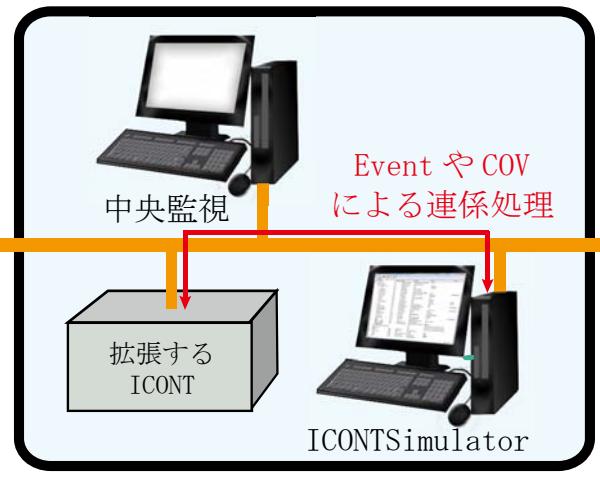 中央監視
Event や COV
による連係処理
拡張する
ICONT
ICONTSimulator